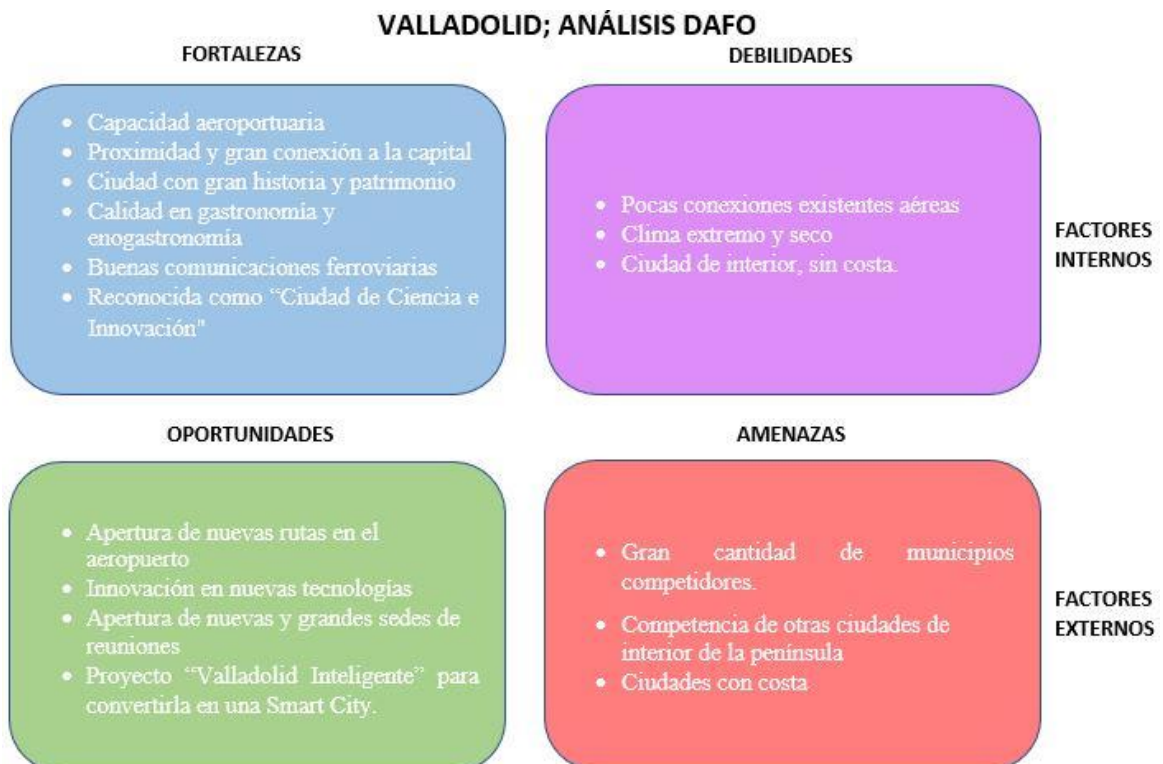 VALLADOLID; ANÁLISIS DAFO
FORTALEZAS
• Capacidad aeroportuaria
• Proximidad y gran conexión a la capital
• Ciudad con gran historia y patrimonio
• Calidad en gastronomía y
enogastronomía
• Buenas comunicaciones ferroviarias
• Reconocida como “Ciudad de Ciencia e
Innovación"
DEBILIDADES
• Pocas conexiones existentes aéreas
• Clima extremo y seco
• Ciudad de interior, sin costa.
FACTORES
INTERNOS
OPORTUNIDADES
• Apertura de nuevas rutas en el
aeropuerto
• Innovación en nuevas tecnologías
• Apertura de nuevas y grandes sedes de
reuniones
• Proyecto “Valladolid Inteligente” para
convertirla en una Smart City.
AMENAZAS
• Gran cantidad de municipios
competidores.
• Competencia de otras ciudades de
interior de la península
• Ciudades con costa
FACTORES
EXTERNOS